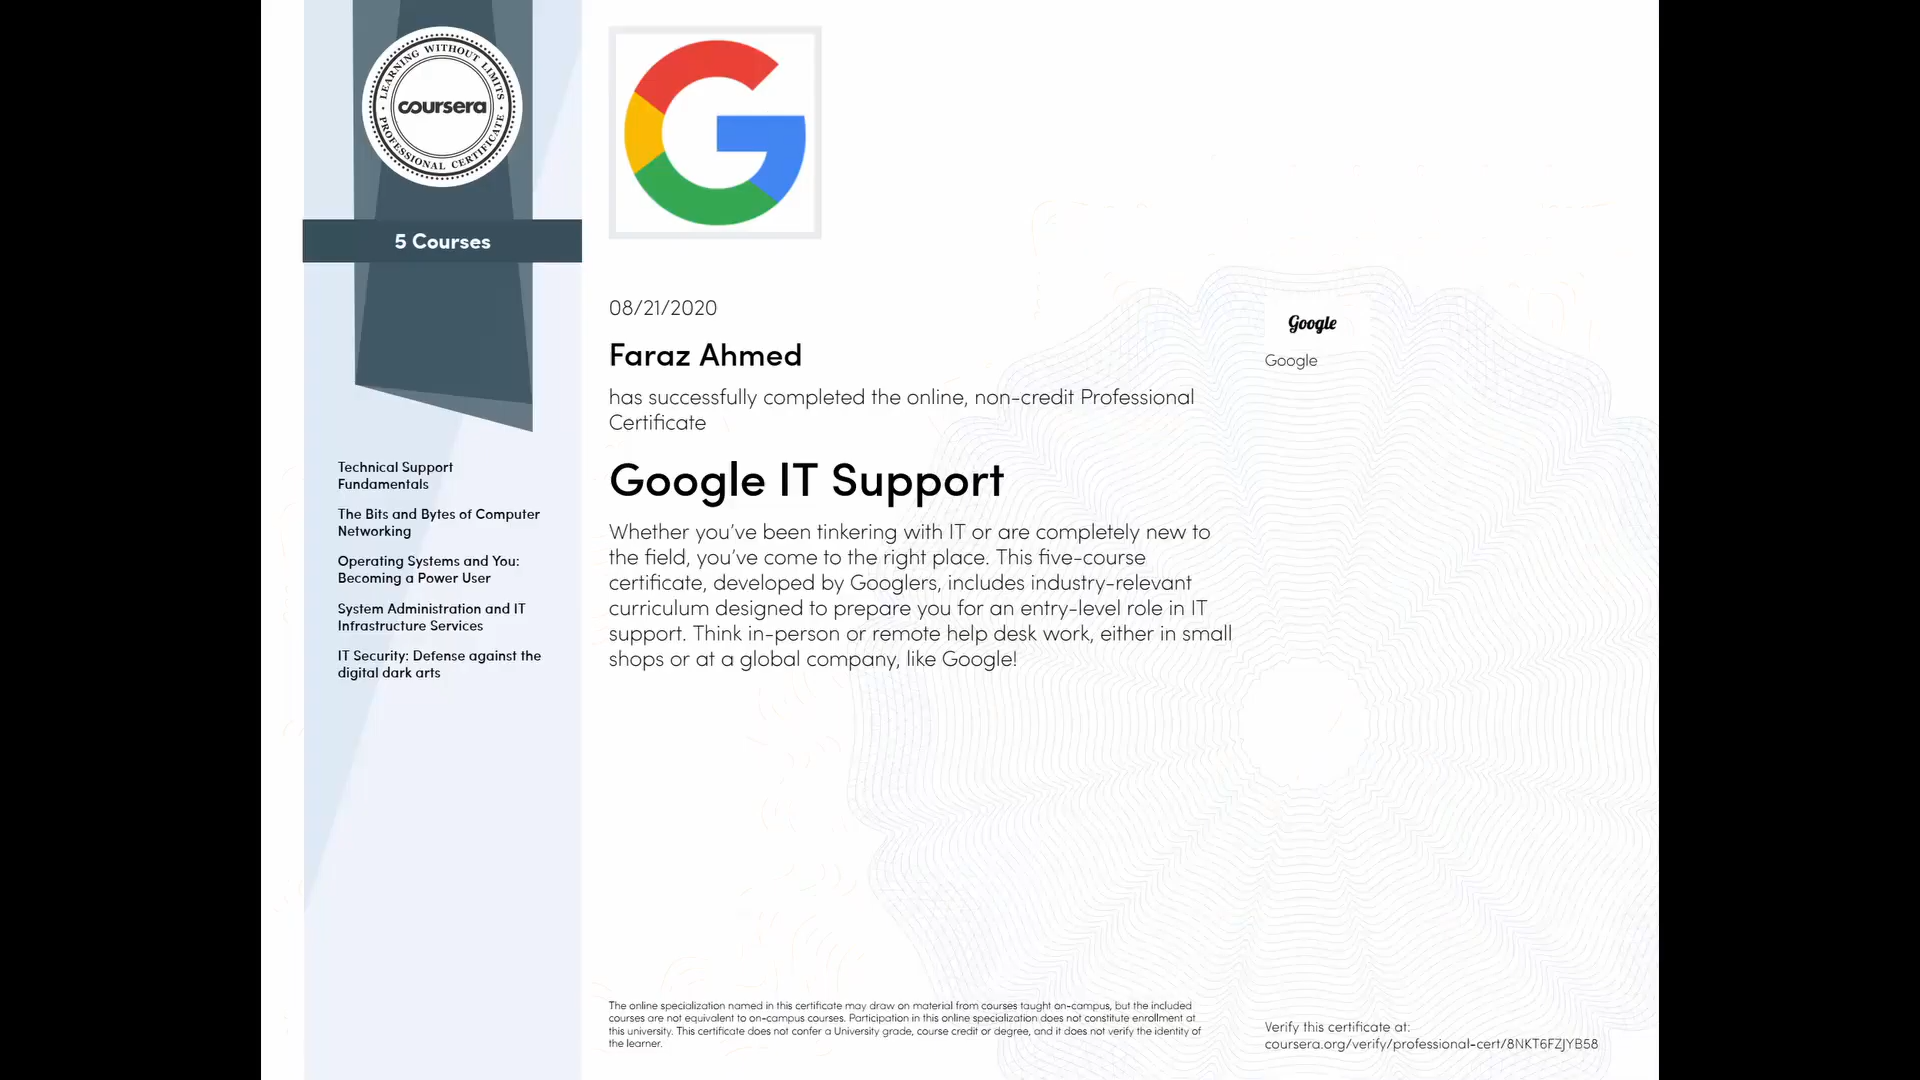 LEARNING WITHOUT LIMITS
coursera
PROFESSIONAL CERTIFICATE
5 Courses
Technical Support
Fundamentals
The Bits and Bytes of Computer
Networking
Operating Systems and You:
Becoming a Power User
System Administration and IT
Infrastructure Services
IT Security: Defense against the
digital dark arts
08/21/2020
Faraz Ahmed
has successfully completed the online, non-credit Professional
Certificate
Google IT Support
Whether you've been tinkering with IT or are completely new to
the field, you've come to the right place. This five-course
certificate, developed by Googlers, includes industry-relevant
curriculum designed to prepare you for an entry-level role in IT
support. Think in-person or remote help desk work, either in small
shops or at a global company, like Google!
Google
Google
The online specialization named in this certificate may draw on material from courses taught on-campus, but the included
courses are not equivalent to on-campus courses. Participation in this online specialization does not constitute enrollment at
this university. This certificate does not confer a University grade, course credit or degree, and it does not verify the identity of
the learner.
Verify this certificate at:
coursera.org/verify/professional-cert/8NKT6FZJYB58